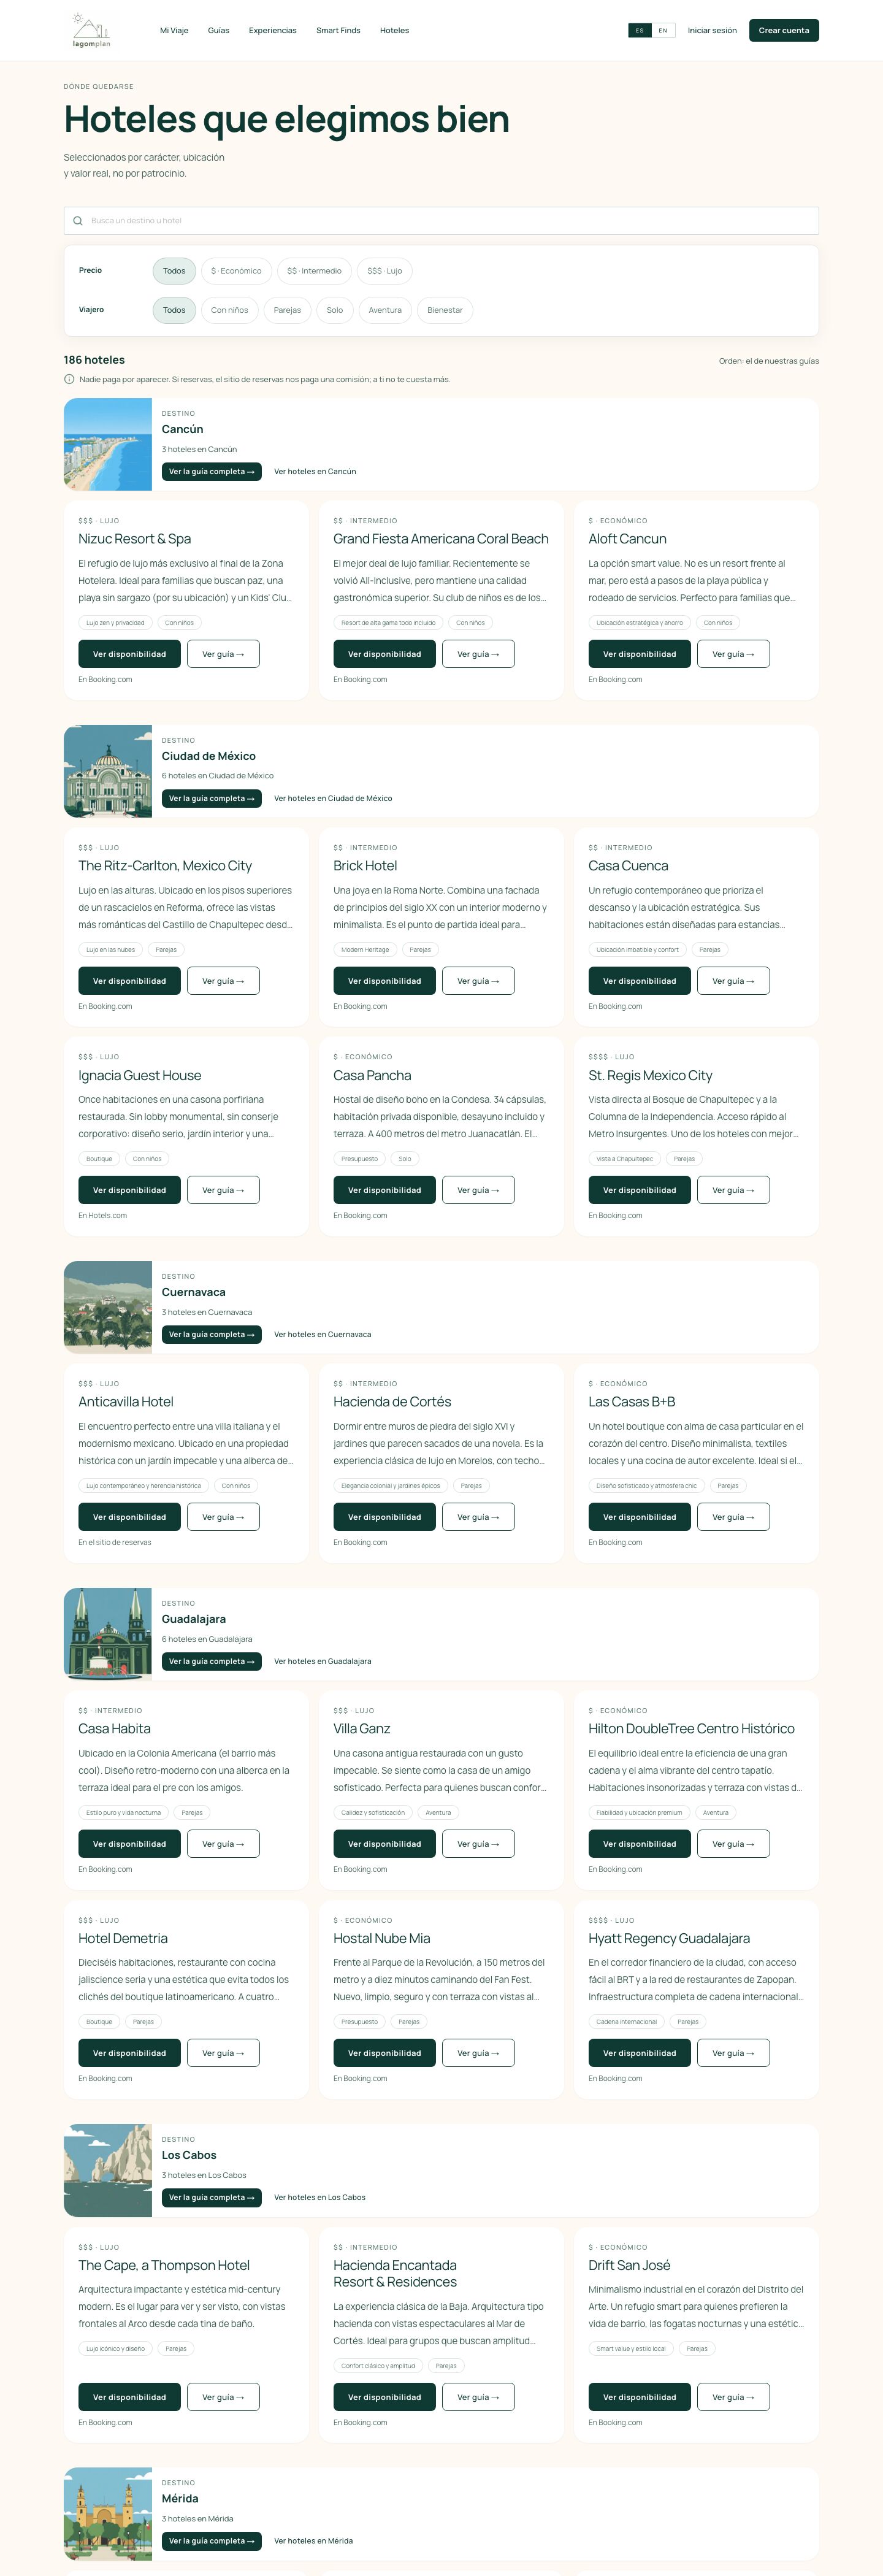 lagomplan
Mi Viaje
Guías
Experiencias
Smart Finds
Hoteles
ES
EN
Iniciar sesión
Crear cuenta
DÓNDE QUEDARSE
Hoteles que elegimos bien
Seleccionados por carácter, ubicación
y valor real, no por patrocinio.
Busca un destino u hotel
Precio
Todos
$ · Económico
$$ · Intermedio
$$$ · Lujo
Viajero
Todos
Con niños
Parejas
Solo
Aventura
Bienestar
186 hoteles
Orden: el de nuestras guías
Nadie paga por aparecer. Si reservas, el sitio de reservas nos paga una comisión; a ti no te cuesta más.
DESTINO
Cancún
3 hoteles en Cancún
Ver la guía completa →
Ver hoteles en Cancún
$$$ · LUJO
Nizuc Resort & Spa
El refugio de lujo más exclusivo al final de la Zona
Hotelera. Ideal para familias que buscan paz, una
playa sin sargazo (por su ubicación) y un Kids' Clu...
Lujo zen y privacidad
Con niños
Ver disponibilidad
Ver guía →
En Booking.com
$$ · INTERMEDIO
Grand Fiesta Americana Coral Beach
El mejor deal de lujo familiar. Recientemente se
volvió All-Inclusive, pero mantiene una calidad
gastronómica superior. Su club de niños es de los...
Resort de alta gama todo incluido
Con niños
Ver disponibilidad
Ver guía →
En Booking.com
$ · ECONÓMICO
Aloft Cancun
La opción smart value. No es un resort frente al
mar, pero está a pasos de la playa pública y
rodeado de servicios. Perfecto para familias que...
Ubicación estratégica y ahorro
Con niños
Ver disponibilidad
Ver guía →
En Booking.com
DESTINO
Ciudad de México
6 hoteles en Ciudad de México
Ver la guía completa →
Ver hoteles en Ciudad de México
$$$ · LUJO
The Ritz-Carlton, Mexico City
Lujo en las alturas. Ubicado en los pisos superiores
de un rascacielos en Reforma, ofrece las vistas
más románticas del Castillo de Chapultepec desd...
Lujo en las nubes
Parejas
Ver disponibilidad
Ver guía →
En Booking.com
$$ · INTERMEDIO
Brick Hotel
Una joya en la Roma Norte. Combina una fachada
de principios del siglo XX con un interior moderno y
minimalista. Es el punto de partida ideal para...
Modern Heritage
Parejas
Ver disponibilidad
Ver guía →
En Booking.com
$$ · INTERMEDIO
Casa Cuenca
Un refugio contemporáneo que prioriza el
descanso y la ubicación estratégica. Sus
habitaciones están diseñadas para estancias...
Ubicación imbatible y confort
Parejas
Ver disponibilidad
Ver guía →
En Booking.com
$$$ · LUJO
Ignacia Guest House
Once habitaciones en una casona porfiriana
restaurada. Sin lobby monumental, sin conserje
corporativo: diseño serio, jardín interior y una...
Boutique
Con niños
Ver disponibilidad
Ver guía →
En Hotels.com
$ · ECONÓMICO
Casa Pancha
Hostal de diseño boho en la Condesa. 34 cápsulas,
habitación privada disponible, desayuno incluido y
terraza. A 400 metros del metro Juanacatlán. El...
Presupuesto
Solo
Ver disponibilidad
Ver guía →
En Booking.com
$$$$ · LUJO
St. Regis Mexico City
Vista directa al Bosque de Chapultepec y a la
Columna de la Independencia. Acceso rápido al
Metro Insurgentes. Uno de los hoteles con mejor...
Vista a Chapultepec
Parejas
Ver disponibilidad
Ver guía →
En Booking.com
DESTINO
Cuernavaca
3 hoteles en Cuernavaca
Ver la guía completa →
Ver hoteles en Cuernavaca
$$$ · LUJO
Anticavilla Hotel
El encuentro perfecto entre una villa italiana y el
modernismo mexicano. Ubicado en una propiedad
histórica con un jardín impecable y una alberca de...
Lujo contemporáneo y herencia histórica
Con niños
Ver disponibilidad
Ver guía →
En el sitio de reservas
$$ · INTERMEDIO
Hacienda de Cortés
Dormir entre muros de piedra del siglo XVI y
jardines que parecen sacados de una novela. Es la
experiencia clásica de lujo en Morelos, con techo...
Elegancia colonial y jardines épicos
Parejas
Ver disponibilidad
Ver guía →
En Booking.com
$ · ECONÓMICO
Las Casas B+B
Un hotel boutique con alma de casa particular en el
corazón del centro. Diseño minimalista, textiles
locales y una cocina de autor excelente. Ideal si el...
Diseño sofisticado y atmósfera chic
Parejas
Ver disponibilidad
Ver guía →
En Booking.com
DESTINO
Guadalajara
6 hoteles en Guadalajara
Ver la guía completa →
Ver hoteles en Guadalajara
$$ · INTERMEDIO
Casa Habita
Ubicado en la Colonia Americana (el barrio más
cool). Diseño retro-moderno con una alberca en la
terraza ideal para el pre con los amigos.
Estilo puro y vida nocturna
Parejas
Ver disponibilidad
Ver guía →
En Booking.com
$$$ · LUJO
Villa Ganz
Una casona antigua restaurada con un gusto
impecable. Se siente como la casa de un amigo
sofisticado. Perfecta para quienes buscan confor...
Calidez y sofisticación
Aventura
Ver disponibilidad
Ver guía →
En Booking.com
$ · ECONÓMICO
Hilton DoubleTree Centro Histórico
El equilibrio ideal entre la eficiencia de una gran
cadena y el alma vibrante del centro tapatío.
Habitaciones insonorizadas y terraza con vistas d...
Fiabilidad y ubicación premium
Aventura
Ver disponibilidad
Ver guía →
En Booking.com
$$$ · LUJO
Hotel Demetria
Dieciséis habitaciones, restaurante con cocina
jalisciense seria y una estética que evita todos los
clichés del boutique latinoamericano. A cuatro...
Boutique
Parejas
Ver disponibilidad
Ver guía →
En Booking.com
$ · ECONÓMICO
Hostal Nube Mia
Frente al Parque de la Revolución, a 150 metros del
metro y a diez minutos caminando del Fan Fest.
Nuevo, limpio, seguro y con terraza con vistas al...
Presupuesto
Parejas
Ver disponibilidad
Ver guía →
En Booking.com
$$$$ · LUJO
Hyatt Regency Guadalajara
En el corredor financiero de la ciudad, con acceso
fácil al BRT y a la red de restaurantes de Zapopan.
Infraestructura completa de cadena internacional...
Cadena internacional
Parejas
Ver disponibilidad
Ver guía →
En Booking.com
DESTINO
Los Cabos
3 hoteles en Los Cabos
Ver la guía completa →
Ver hoteles en Los Cabos
$$$ · LUJO
The Cape, a Thompson Hotel
Arquitectura impactante y estética mid-century
modern. Es el lugar para ver y ser visto, con vistas
frontales al Arco desde cada tina de baño.
Lujo icónico y diseño
Parejas
Ver disponibilidad
Ver guía →
En Booking.com
$$ · INTERMEDIO
Hacienda Encantada
Resort & Residences
La experiencia clásica de la Baja. Arquitectura tipo
hacienda con vistas espectaculares al Mar de
Cortés. Ideal para grupos que buscan amplitud...
Confort clásico y amplitud
Parejas
Ver disponibilidad
Ver guía →
En Booking.com
$ · ECONÓMICO
Drift San José
Minimalismo industrial en el corazón del Distrito del
Arte. Un refugio smart para quienes prefieren la
vida de barrio, las fogatas nocturnas y una estétic...
Smart value y estilo local
Parejas
Ver disponibilidad
Ver guía →
En Booking.com
DESTINO
Mérida
3 hoteles en Mérida
Ver la guía completa →
Ver hoteles en Mérida